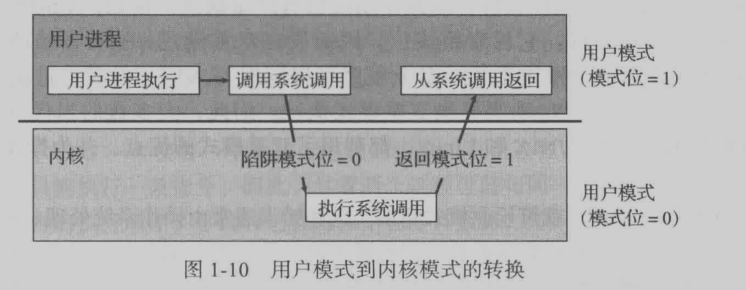 用户进程
用户进程执行
调用系统调用
从系统调用返回
用户模式
(模式位=1)
内核
陷阱模式位=0
返回模式位=1
执行系统调用
用户模式
(模式位=0)
图 1-10 用户模式到内核模式的转换